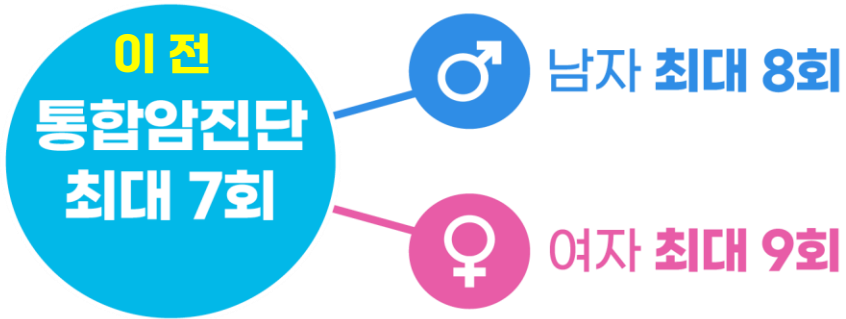 이 전
통합암진단
최대 7회
남자 최대 8회
여자 최대 9회